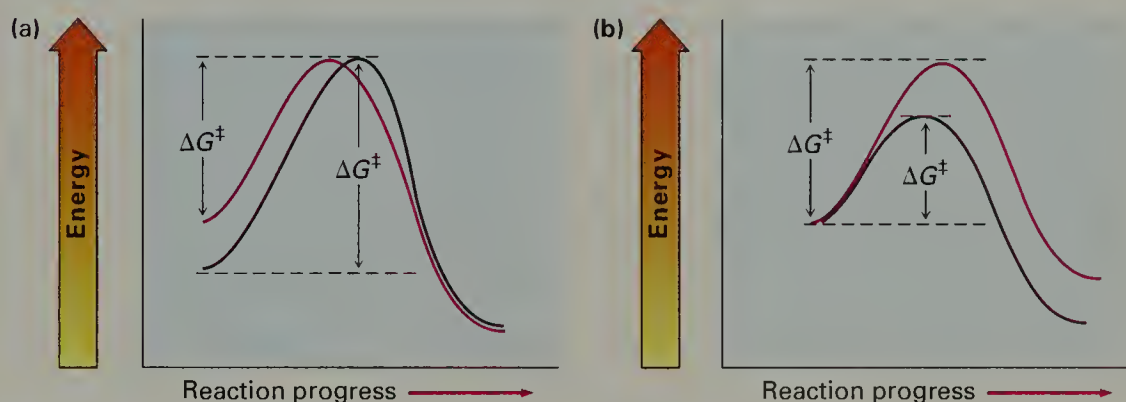 (a)
Energy
ΔG‡
ΔG‡
Reaction progress
(b)
Energy
ΔG‡
ΔG‡
Reaction progress